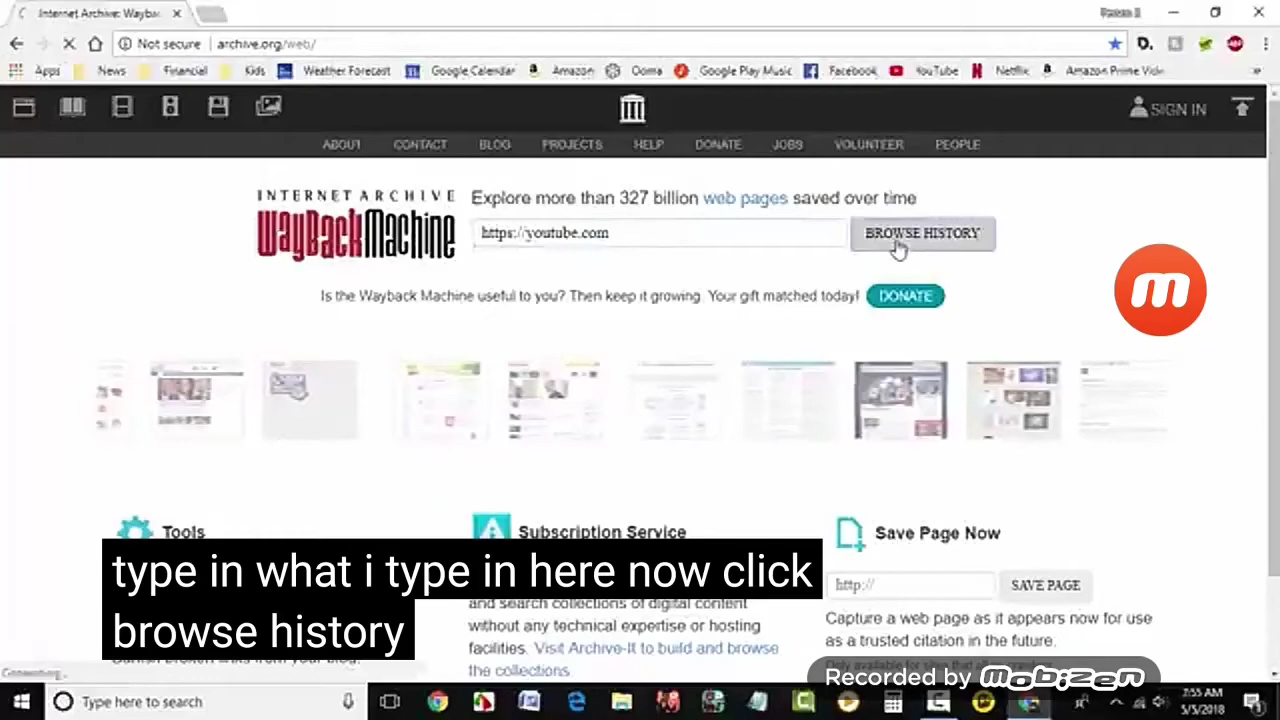 Internet Archive: Wayba
Not secure
archive.org/web/
Apps
News
Financial
Kids
Weather Forecast
Google Calendar
Amazon
Ooma
Google Play Music
Facebook
YouTube
Netflix
Amazon Prime Vide
SIGN IN
ABOUT
CONTACT
BLOG
PROJECTS
HELP
DONATE
JOBS
VOLUNTEER
PEOPLE
INTERNET ARCHIVE
WayBackMachine
Explore more than 327 billion web pages saved over time
https://youtube.com
BROWSE HISTORY
Is the Wayback Machine useful to you? Then keep it growing. Your gift matched today!
DONATE
m
Tools
Subscription Service
Save Page Now
type in what i type in here now click
browse history
and search collections of digital content
without any technical expertise or hosting
facilities. Visit Archive-It to build and browse
the collections.
http://
SAVE PAGE
Capture a web page as it appears now for use
as a trusted citation in the future.
Recorded by mobizen
Type here to search
7:55 AM
5/5/2018